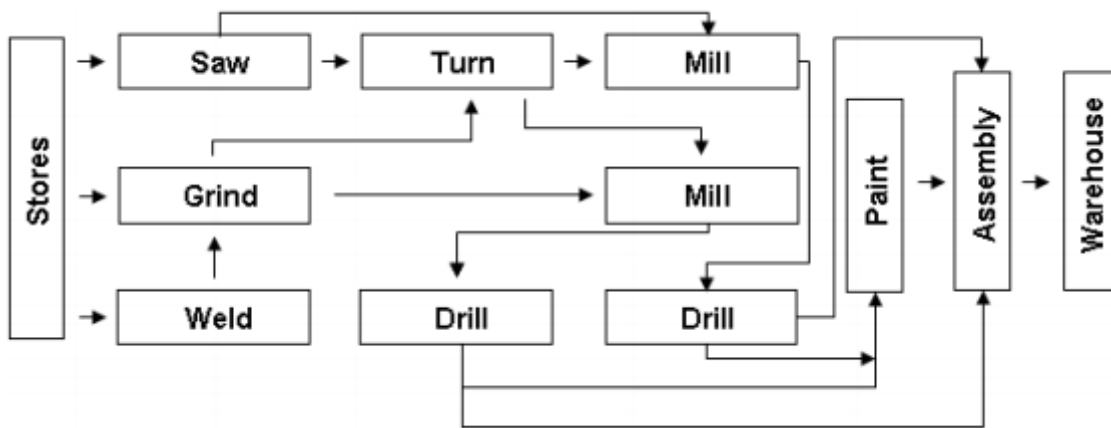 Stores
Saw
Turn
Mill
Grind
Mill
Weld
Drill
Drill
Paint
Assembly
Warehouse